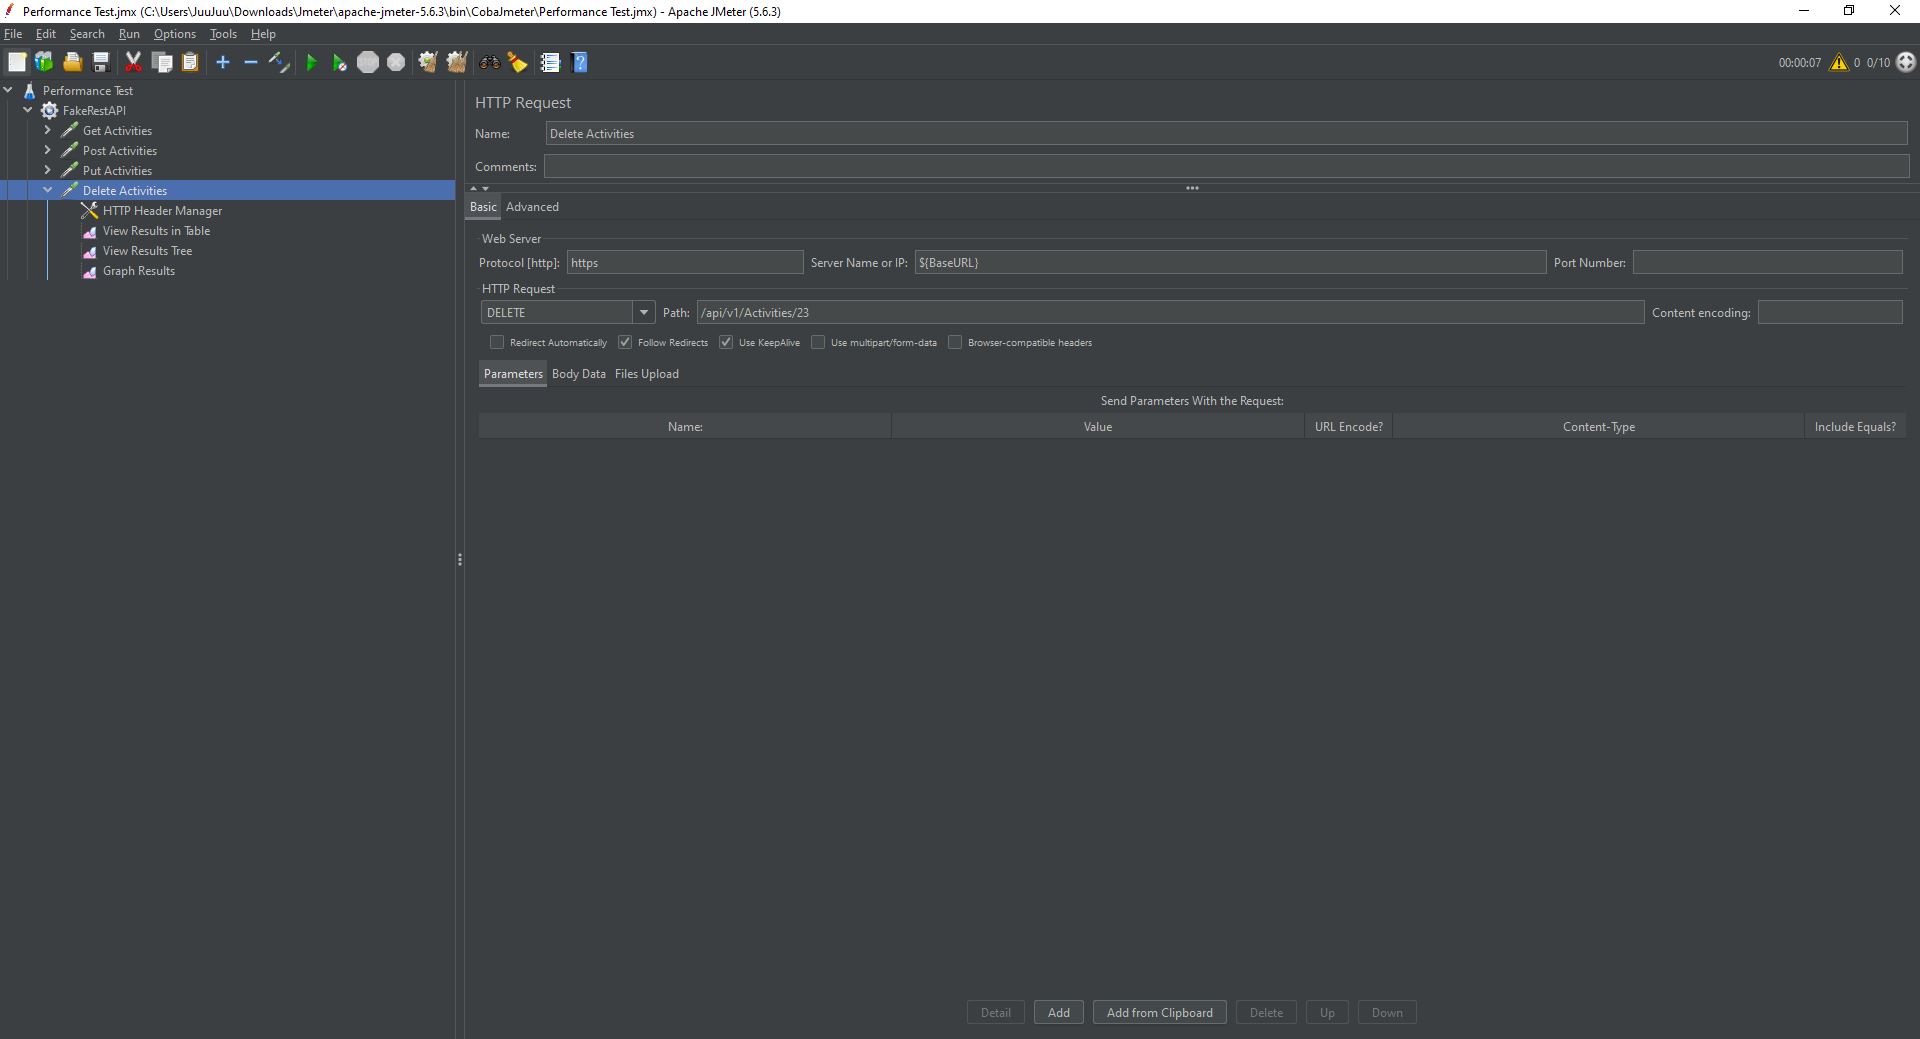 Performance Test.jmx (C:\Users\JuuJuu\Downloads\Jmeter\apache-jmeter-5.6.3\bin\CobaJmeter\Performance Test.jmx) - Apache JMeter (5.6.3)
File Edit Search Run Options Tools Help
00:00:07 0 0/10
Performance Test
FakeRestAPI
Get Activities
Post Activities
Put Activities
Delete Activities
HTTP Header Manager
View Results in Table
View Results Tree
Graph Results
HTTP Request
Name: Delete Activities
Comments:
Basic Advanced
Web Server
Protocol [http]: https Server Name or IP: ${BaseURL} Port Number:
HTTP Request
DELETE Path: /api/v1/Activities/23 Content encoding:
Redirect Automatically Follow Redirects Use KeepAlive Use multipart/form-data Browser-compatible headers
Parameters Body Data Files Upload
Send Parameters With the Request:
Name: Value URL Encode? Content-Type Include Equals?
Detail Add Add from Clipboard Delete Up Down